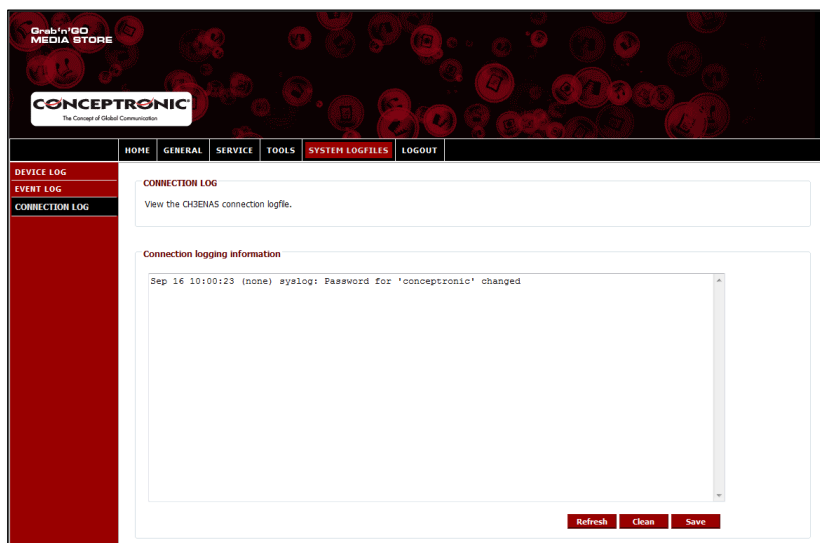 Grab'n'GO
MEDIA STORE
CONCEPTRONIC
The Concept of Global Communication
HOME GENERAL SERVICE TOOLS SYSTEM LOGFILES LOGOUT
DEVICE LOG
EVENT LOG
CONNECTION LOG
CONNECTION LOG
View the CH3ENAS connection logfile.
Connection logging information
Sep 16 10:00:23 (none) syslog: Password for 'conceptronic' changed
Refresh Clean Save